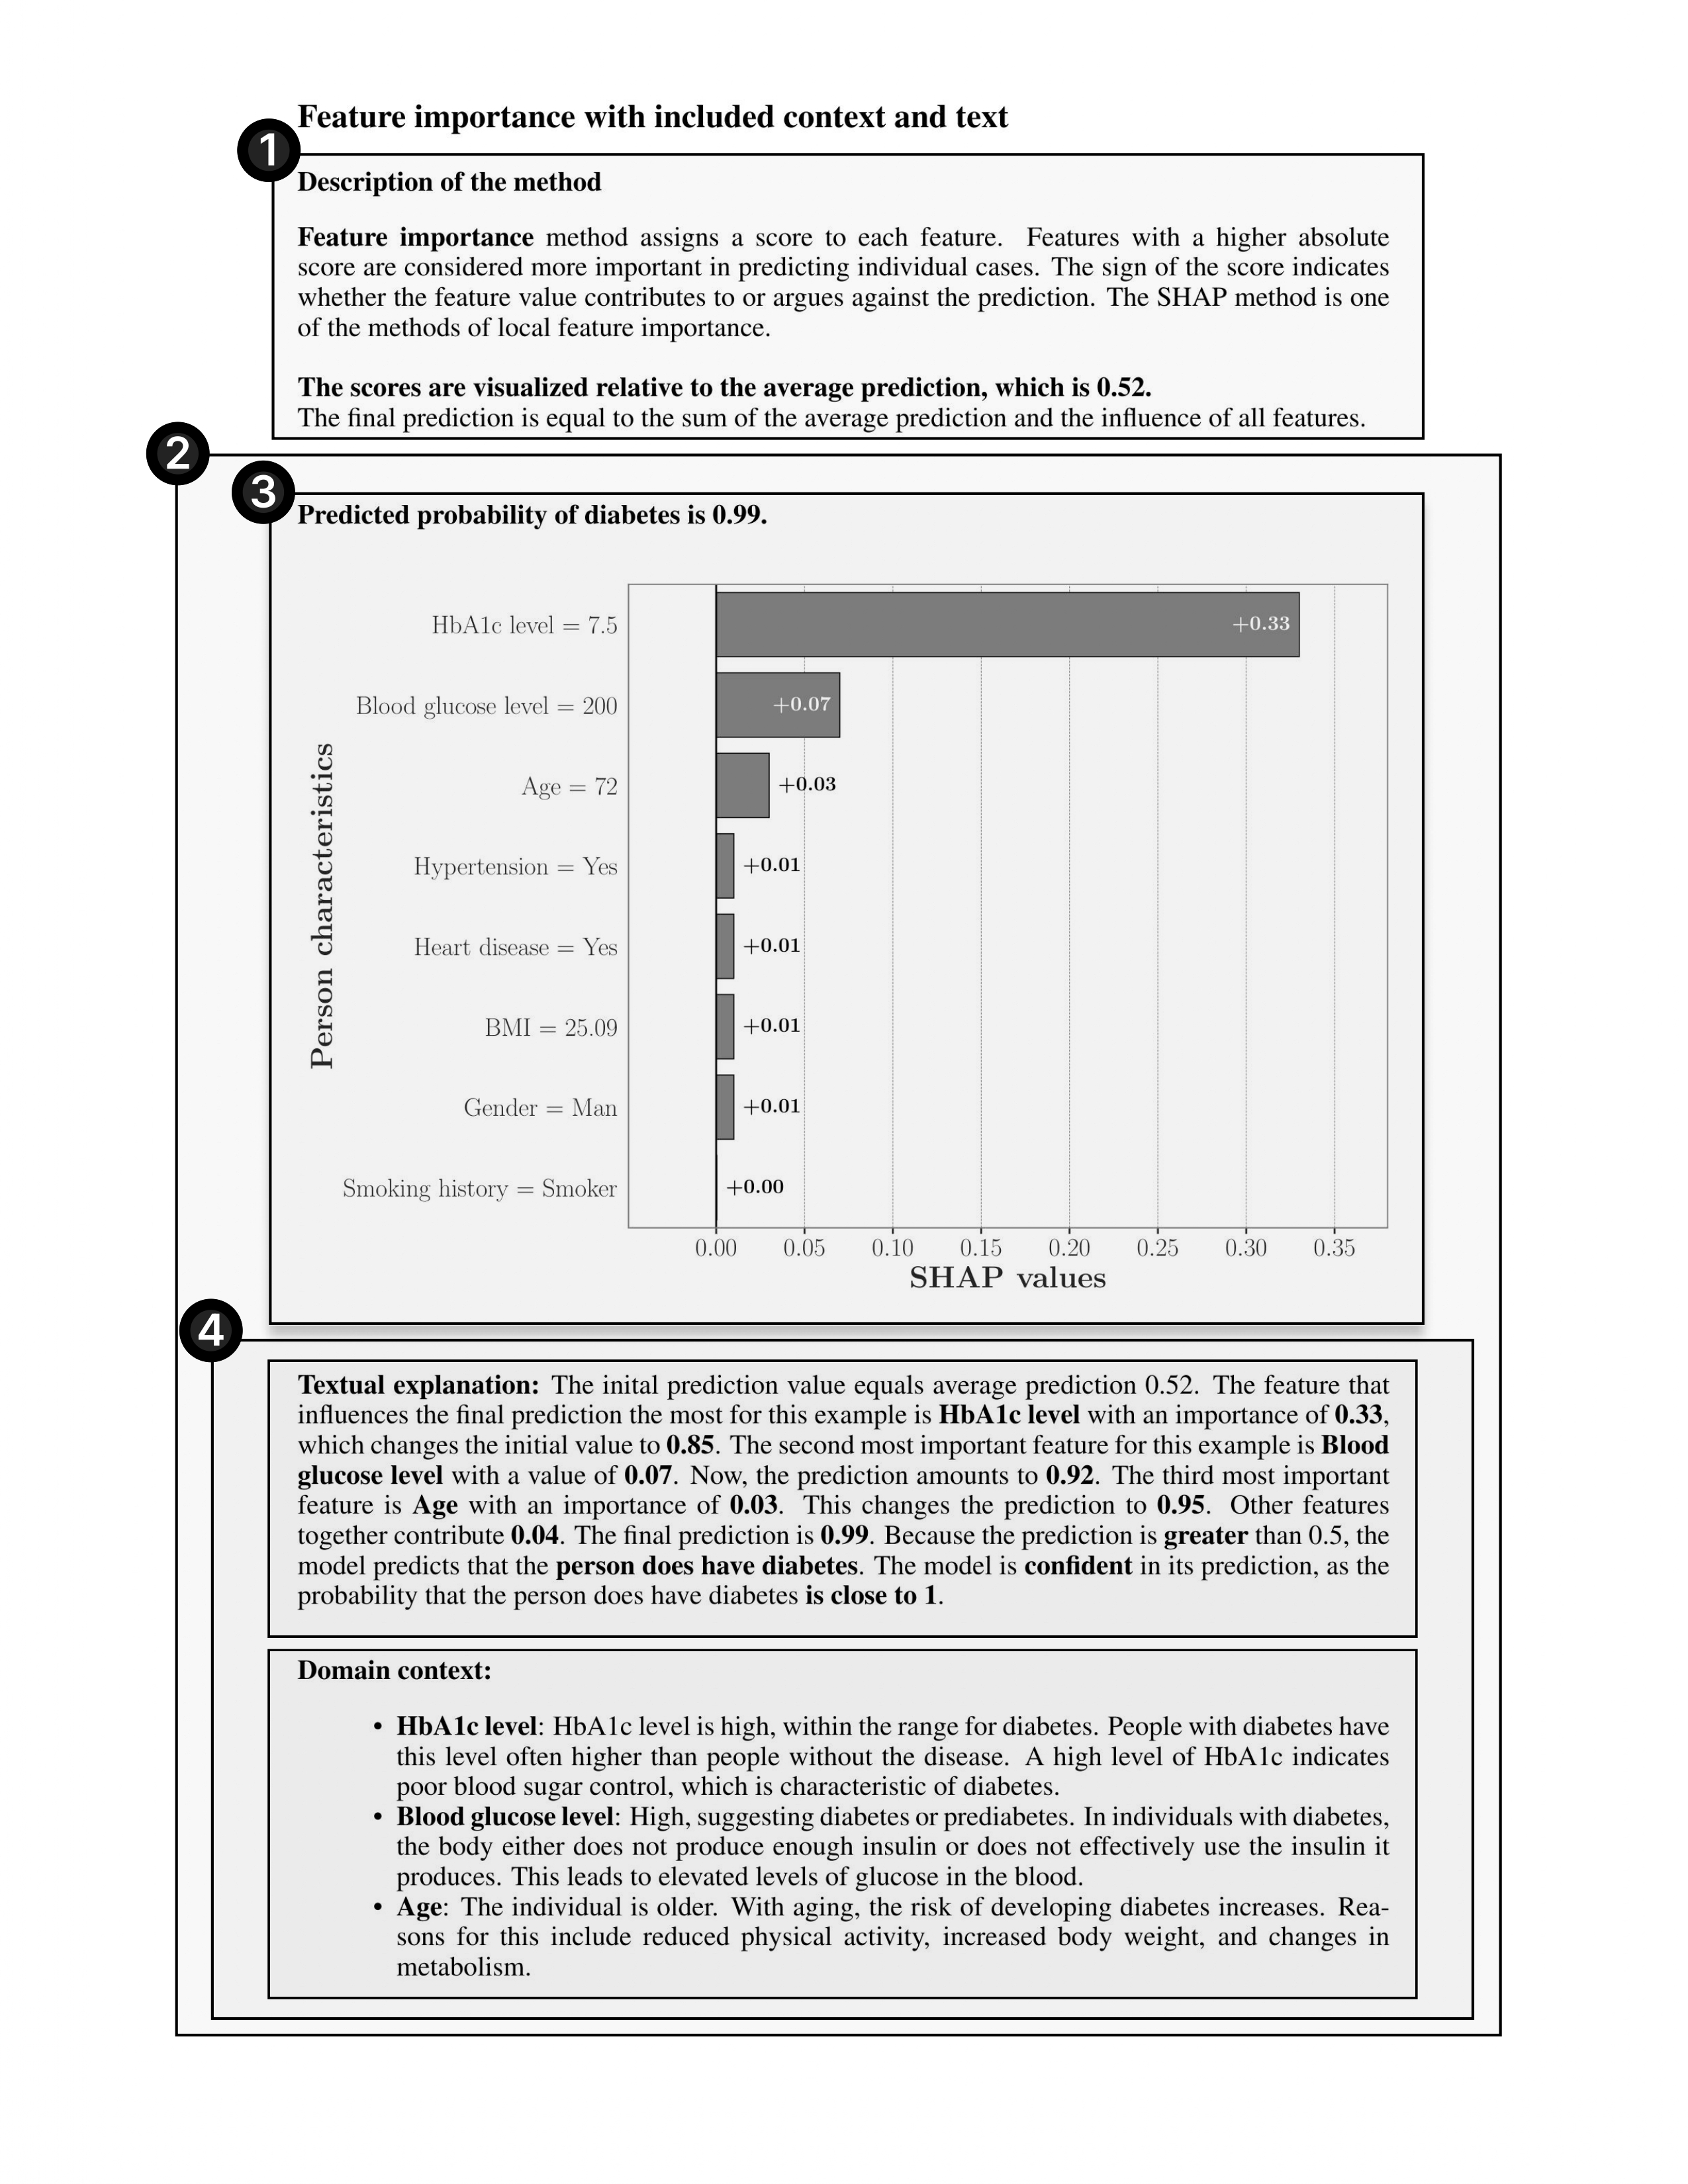 Feature importance with included context and text
1
Description of the method
Feature importance method assigns a score to each feature. Features with a higher absolute
score are considered more important in predicting individual cases. The sign of the score indicates
whether the feature value contributes to or argues against the prediction. The SHAP method is one
of the methods of local feature importance.
The scores are visualized relative to the average prediction, which is 0.52.
The final prediction is equal to the sum of the average prediction and the influence of all features.
2
3
Predicted probability of diabetes is 0.99.
Person characteristics
HbA1c level = 7.5
+0.33
Blood glucose level = 200
+0.07
Age = 72
+0.03
Hypertension = Yes
+0.01
Heart disease = Yes
+0.01
BMI = 25.09
+0.01
Gender = Man
+0.01
Smoking history = Smoker
+0.00
0.00 0.05 0.10 0.15 0.20 0.25 0.30 0.35
SHAP values
4
Textual explanation: The inital prediction value equals average prediction 0.52. The feature that
influences the final prediction the most for this example is HbA1c level with an importance of 0.33,
which changes the initial value to 0.85. The second most important feature for this example is Blood
glucose level with a value of 0.07. Now, the prediction amounts to 0.92. The third most important
feature is Age with an importance of 0.03. This changes the prediction to 0.95. Other features
together contribute 0.04. The final prediction is 0.99. Because the prediction is greater than 0.5, the
model predicts that the person does have diabetes. The model is confident in its prediction, as the
probability that the person does have diabetes is close to 1.
Domain context:
• HbA1c level: HbA1c level is high, within the range for diabetes. People with diabetes have
this level often higher than people without the disease. A high level of HbA1c indicates
poor blood sugar control, which is characteristic of diabetes.
• Blood glucose level: High, suggesting diabetes or prediabetes. In individuals with diabetes,
the body either does not produce enough insulin or does not effectively use the insulin it
produces. This leads to elevated levels of glucose in the blood.
• Age: The individual is older. With aging, the risk of developing diabetes increases. Rea-
sons for this include reduced physical activity, increased body weight, and changes in
metabolism.